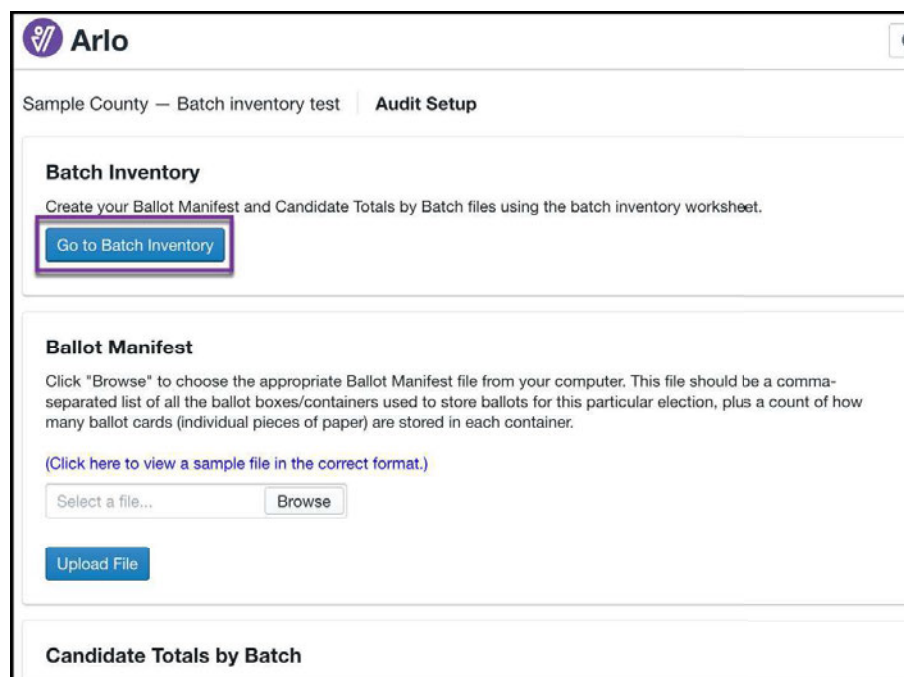 Arlo
Sample County — Batch inventory test Audit Setup
Batch Inventory
Create your Ballot Manifest and Candidate Totals by Batch files using the batch inventory worksheet.
Go to Batch Inventory
Ballot Manifest
Click "Browse" to choose the appropriate Ballot Manifest file from your computer. This file should be a comma-
separated list of all the ballot boxes/containers used to store ballots for this particular election, plus a count of how
many ballot cards (individual pieces of paper) are stored in each container.
(Click here to view a sample file in the correct format.)
Select a file... Browse
Upload File
Candidate Totals by Batch